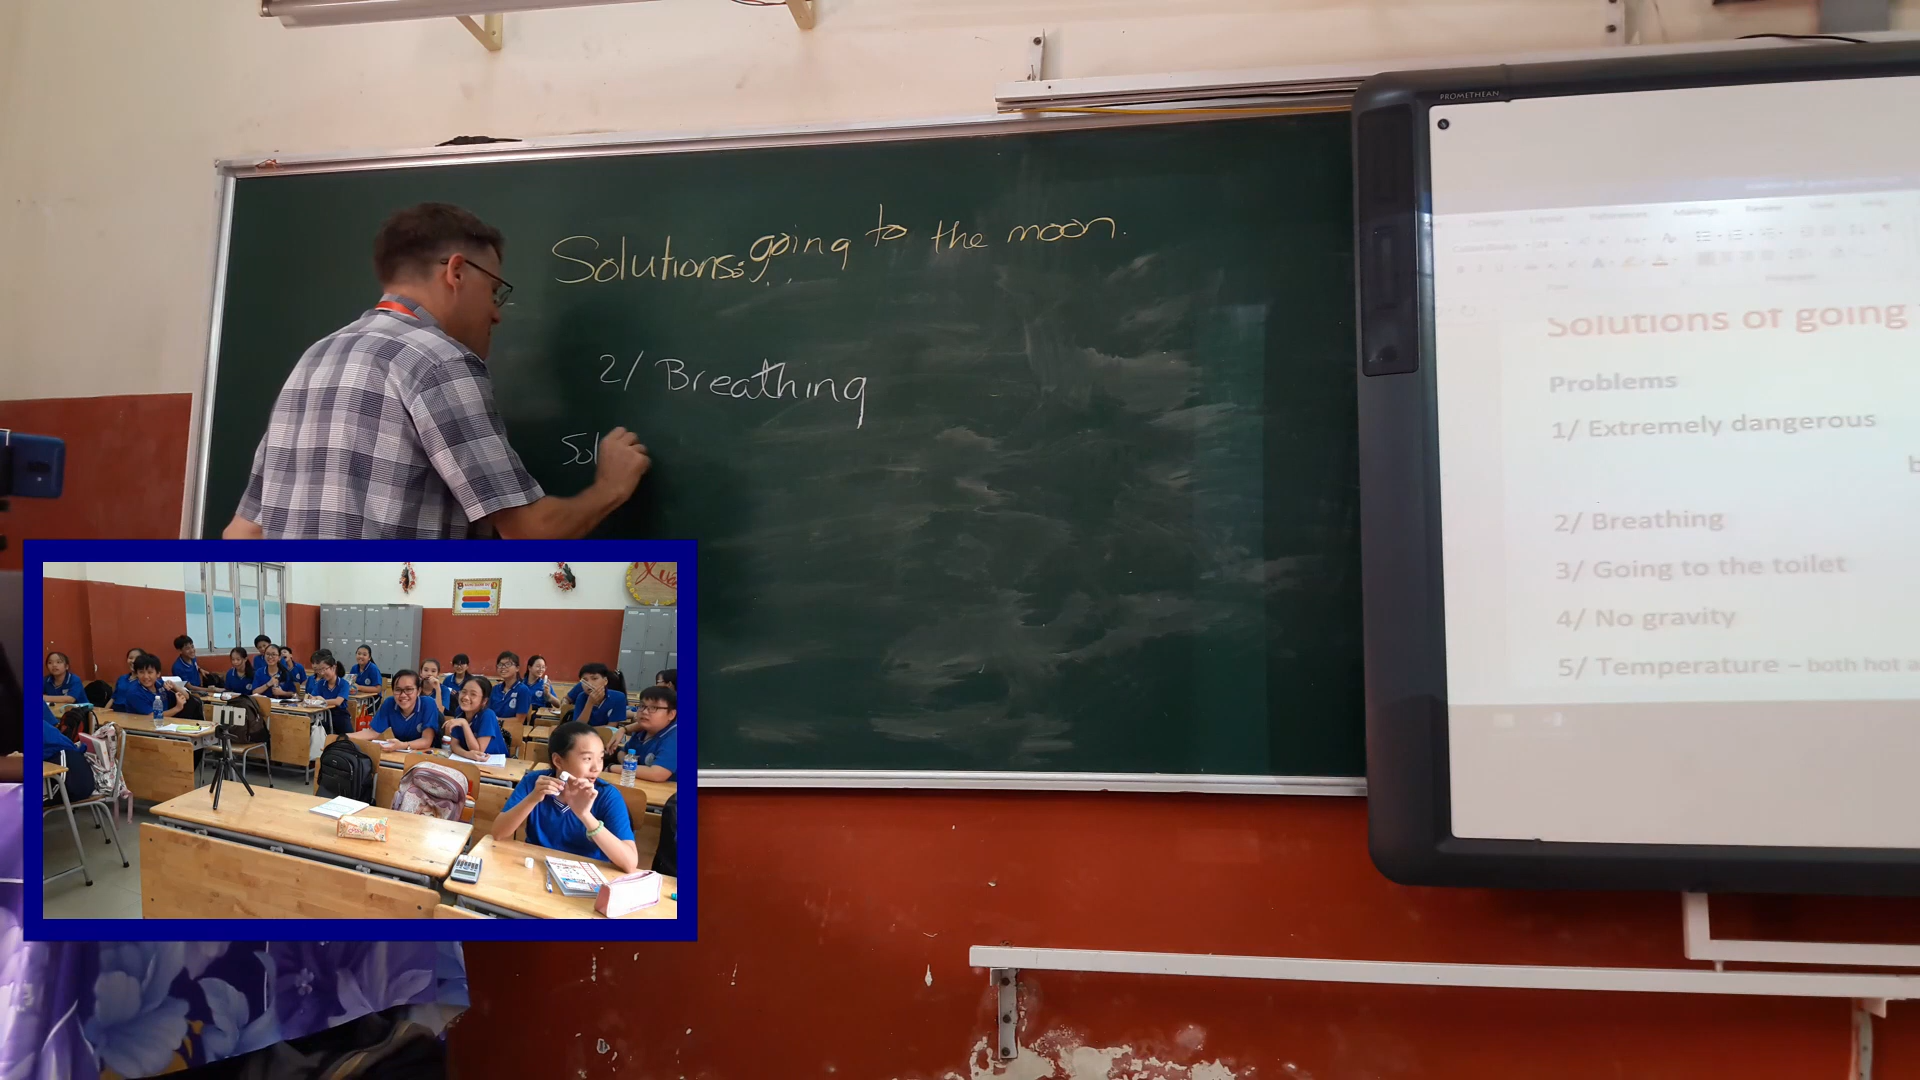 Solutions: going to the moon.
2/ Breathing
Sol
PROMETHEAN
Solutions of going
Problems
1/ Extremely dangerous
b
2/ Breathing
3/ Going to the toilet
4/ No gravity
5/ Temperature – both hot a